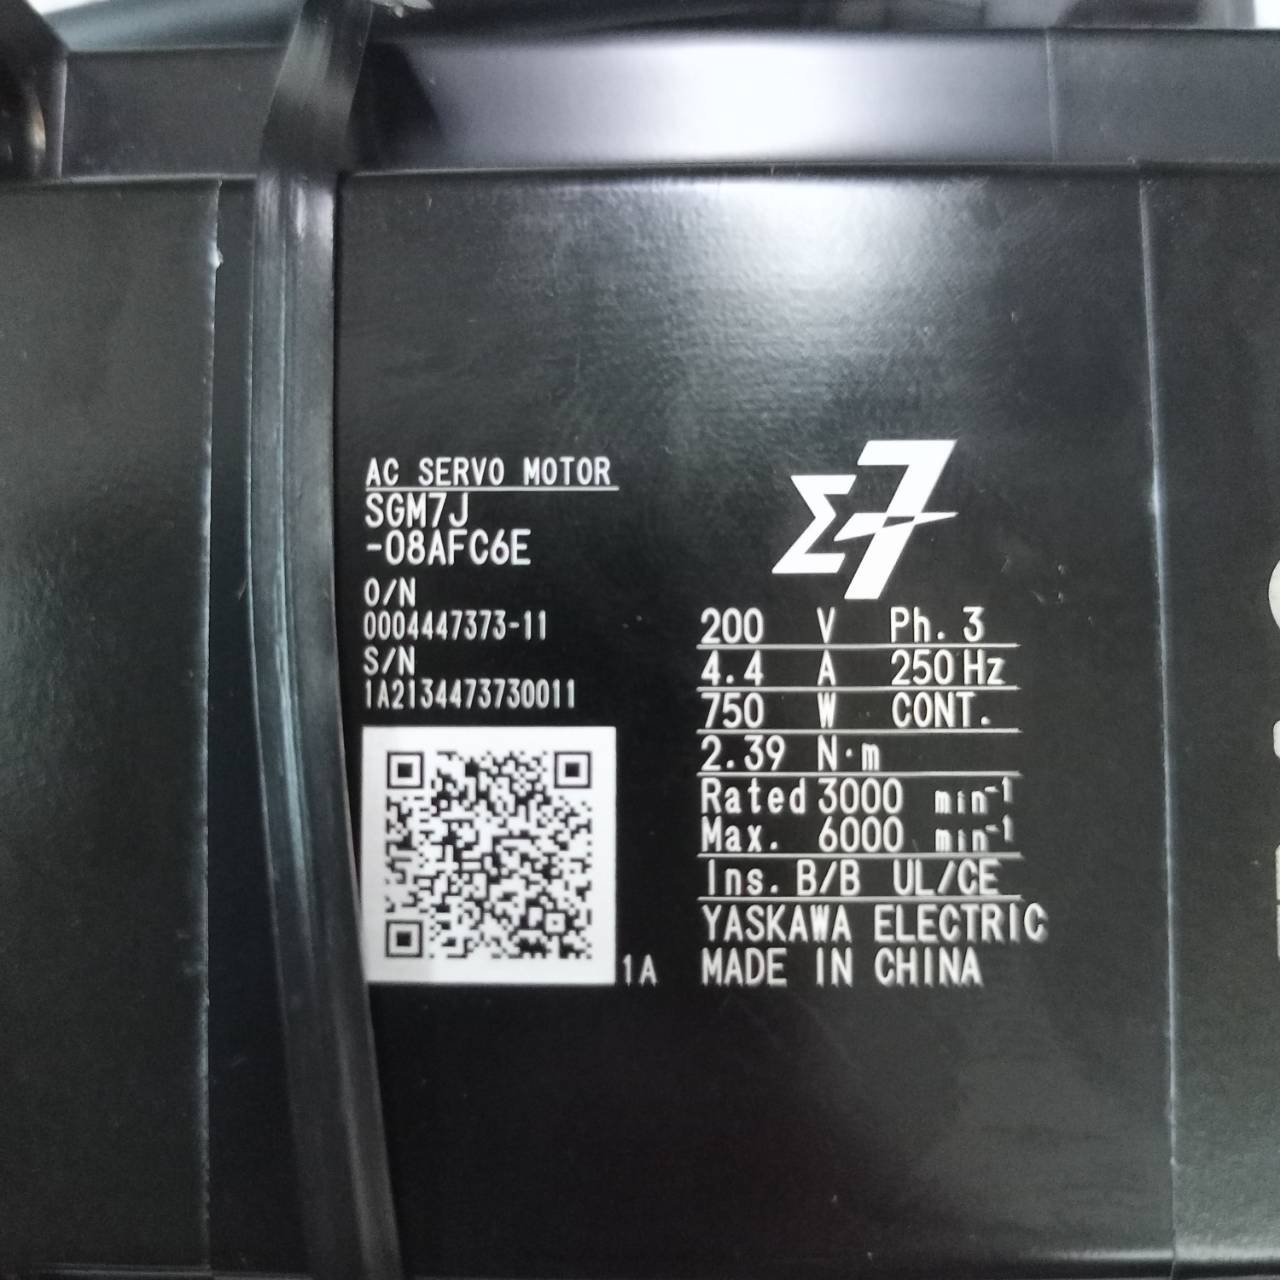 AC SERVO MOTOR
SGM7J
-08AFC6E
O/N
0004447373-11
S/N
1A2134473730011
1A
Σ7
200 V Ph. 3
4.4 A 250 Hz
750 W CONT.
2.39 N·m
Rated 3000 min⁻¹
Max. 6000 min⁻¹
Ins. B/B UL/CE
YASKAWA ELECTRIC
MADE IN CHINA